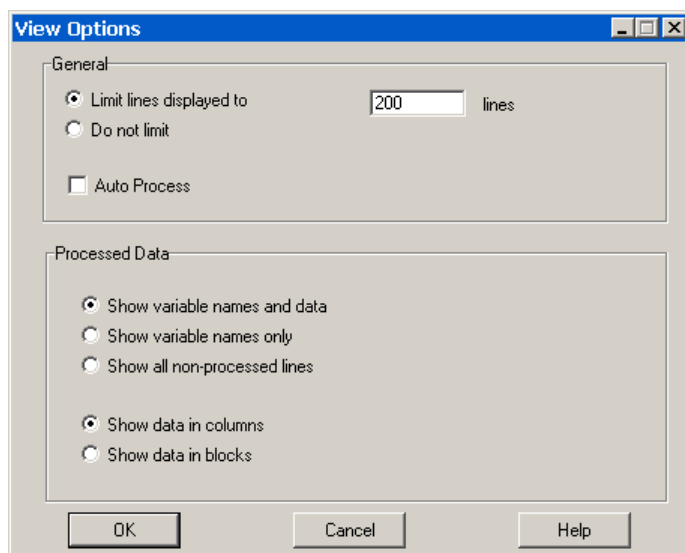 View Options
General
Limit lines displayed to 200 lines
Do not limit
Auto Process
Processed Data
Show variable names and data
Show variable names only
Show all non-processed lines
Show data in columns
Show data in blocks
OK Cancel Help